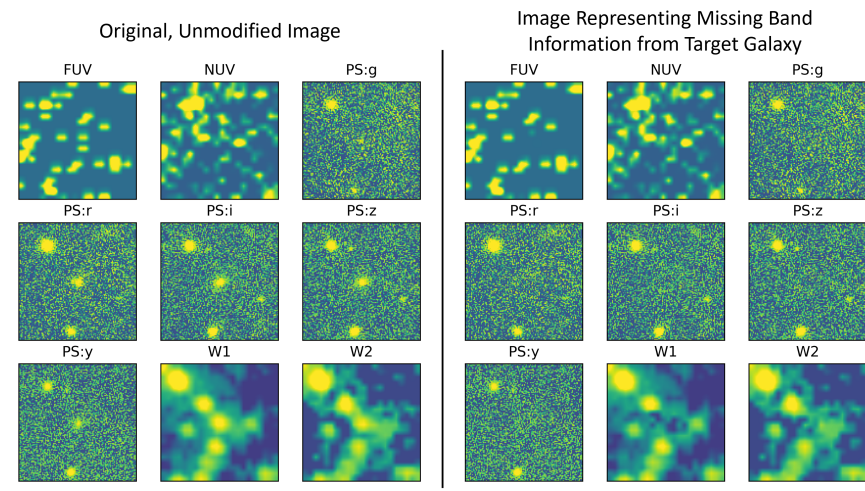 Original, Unmodified Image
FUV
NUV
PS:g
PS:r
PS:i
PS:z
PS:y
W1
W2
Image Representing Missing Band
Information from Target Galaxy
FUV
NUV
PS:g
PS:r
PS:i
PS:z
PS:y
W1
W2